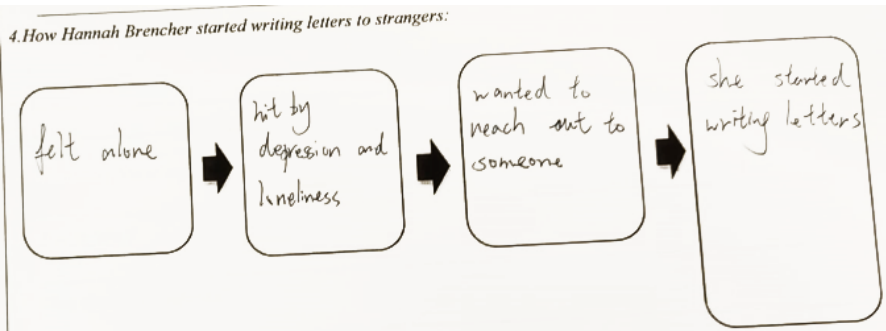 4.How Hannah Brencher started writing letters to strangers:
felt alone
hit by
depression and
loneliness
wanted to
reach out to
someone
she started
writing letters